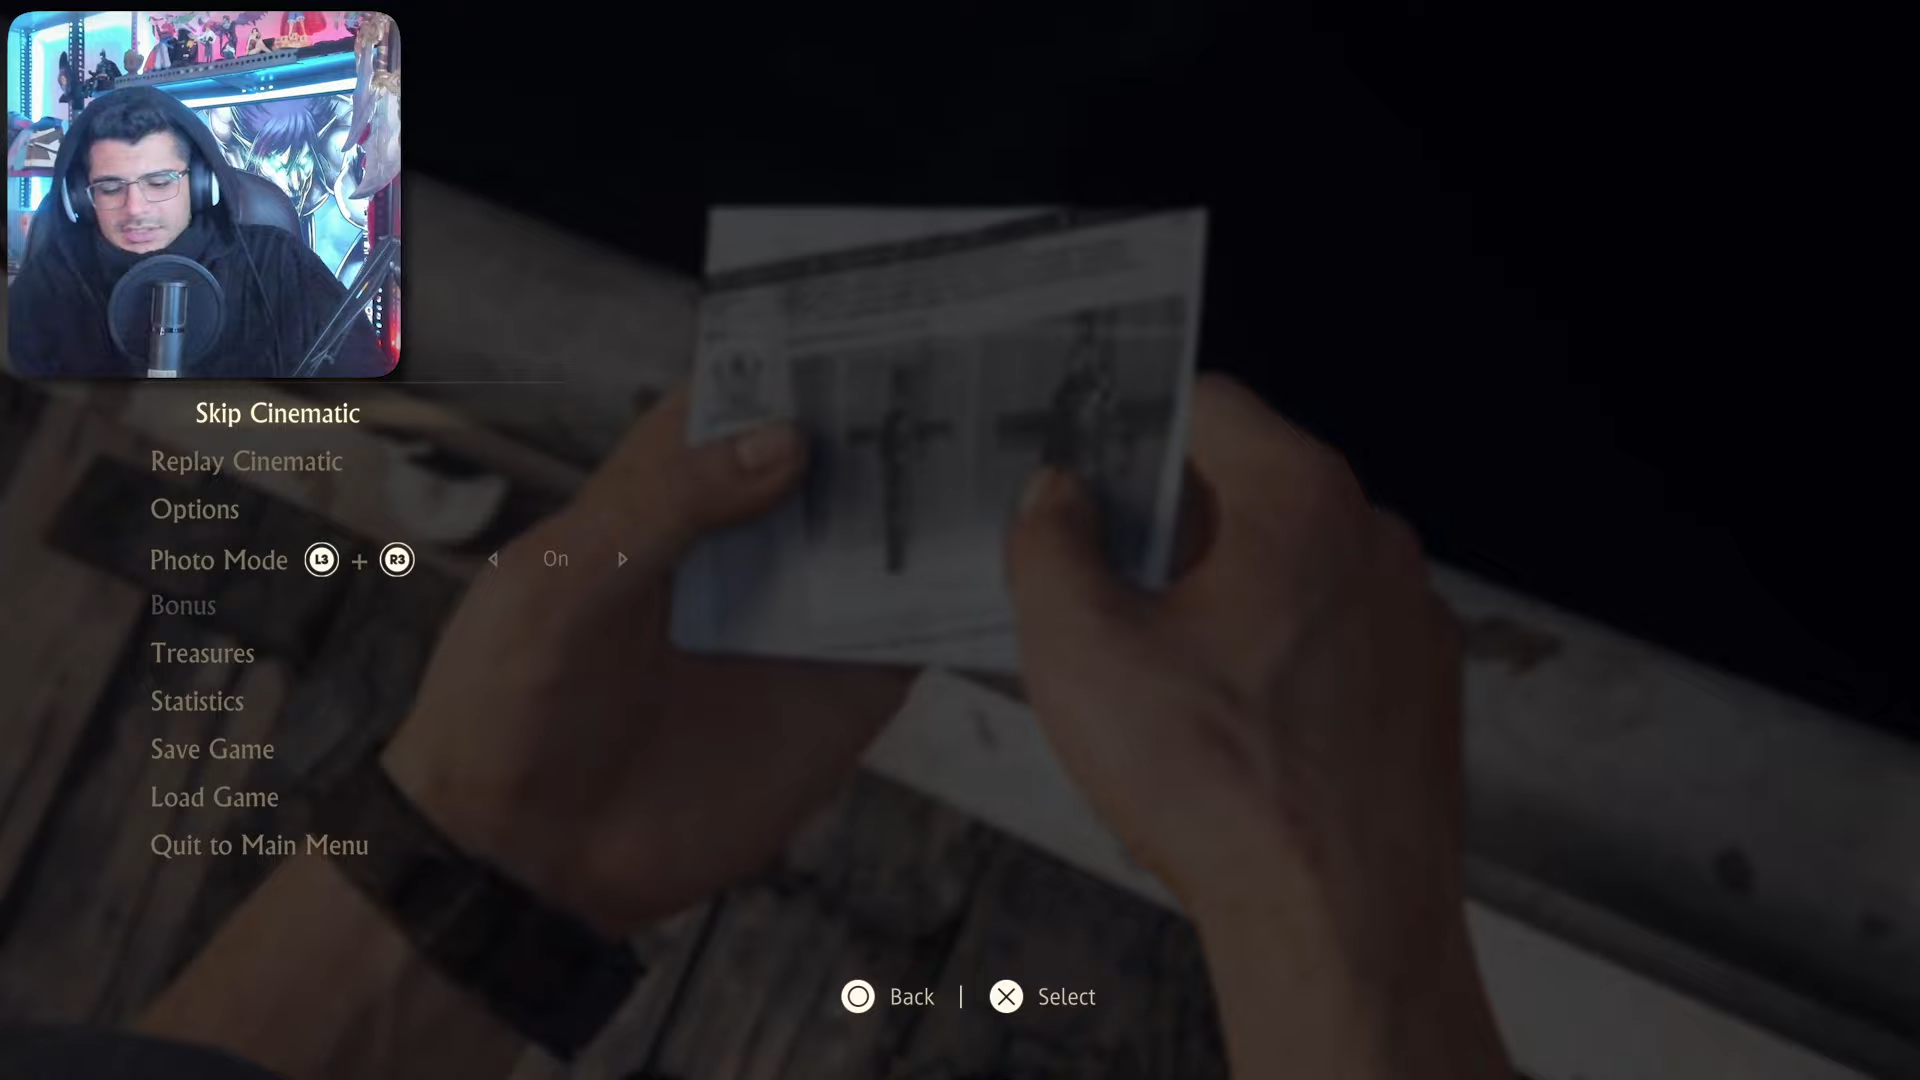 Skip Cinematic
Replay Cinematic
Options
Photo Mode L3 + R3 On
Bonus
Treasures
Statistics
Save Game
Load Game
Quit to Main Menu
Back | Select